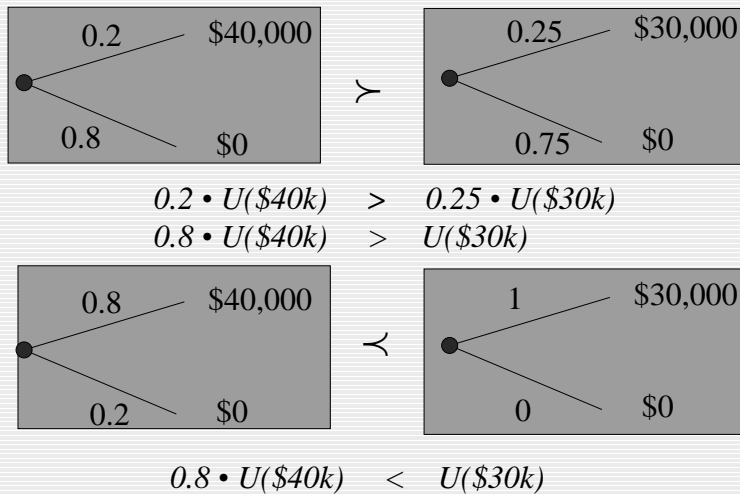 0.2 $40,000 ≻ 0.25 $30,000
0.8 $0 0.75 $0
0.2 • U($40k) > 0.25 • U($30k)
0.8 • U($40k) > U($30k)
0.8 $40,000 ≺ 1 $30,000
0.2 $0 0 $0
0.8 • U($40k) < U($30k)